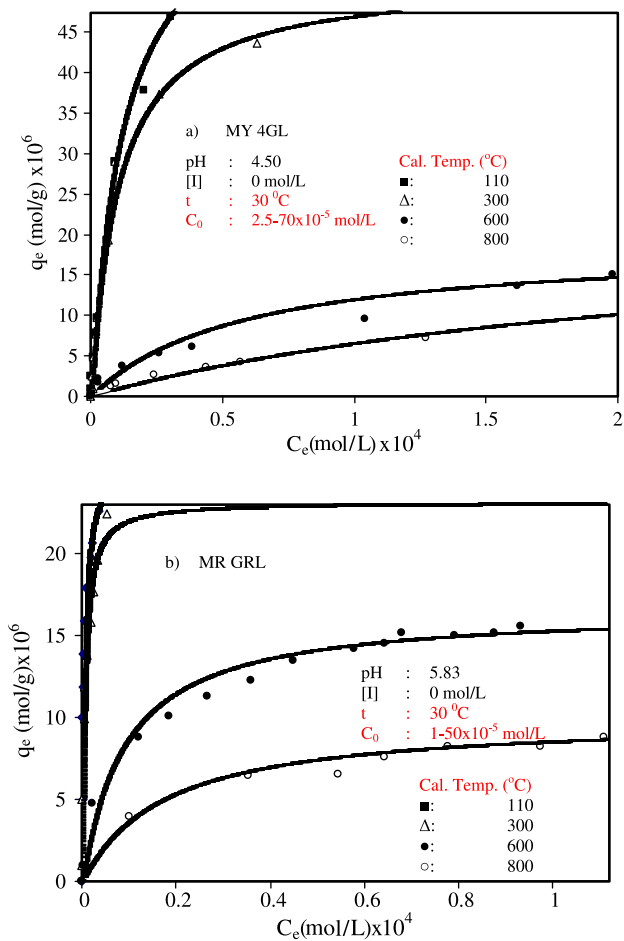 45
40
35
30
25
20
15
10
5
0
qₑ (mol/g) x10⁶
a) MY 4GL
pH : 4.50
[I] : 0 mol/L
t : 30 ⁰C
C₀ : 2.5-70x10⁻⁵ mol/L
Cal. Temp. (ºC)
■: 110
△: 300
●: 600
○: 800
0 0.5 1 1.5 2
Cₑ(mol/L)x10⁴
20
15
10
5
0
qₑ (mol/g)x10⁶
b) MR GRL
pH : 5.83
[I] : 0 mol/L
t : 30 ⁰C
C₀ : 1-50x10⁻⁵ mol/L
Cal. Temp. (ºC)
■: 110
△: 300
●: 600
○: 800
0 0.2 0.4 0.6 0.8 1
Cₑ(mol/L)x10⁴